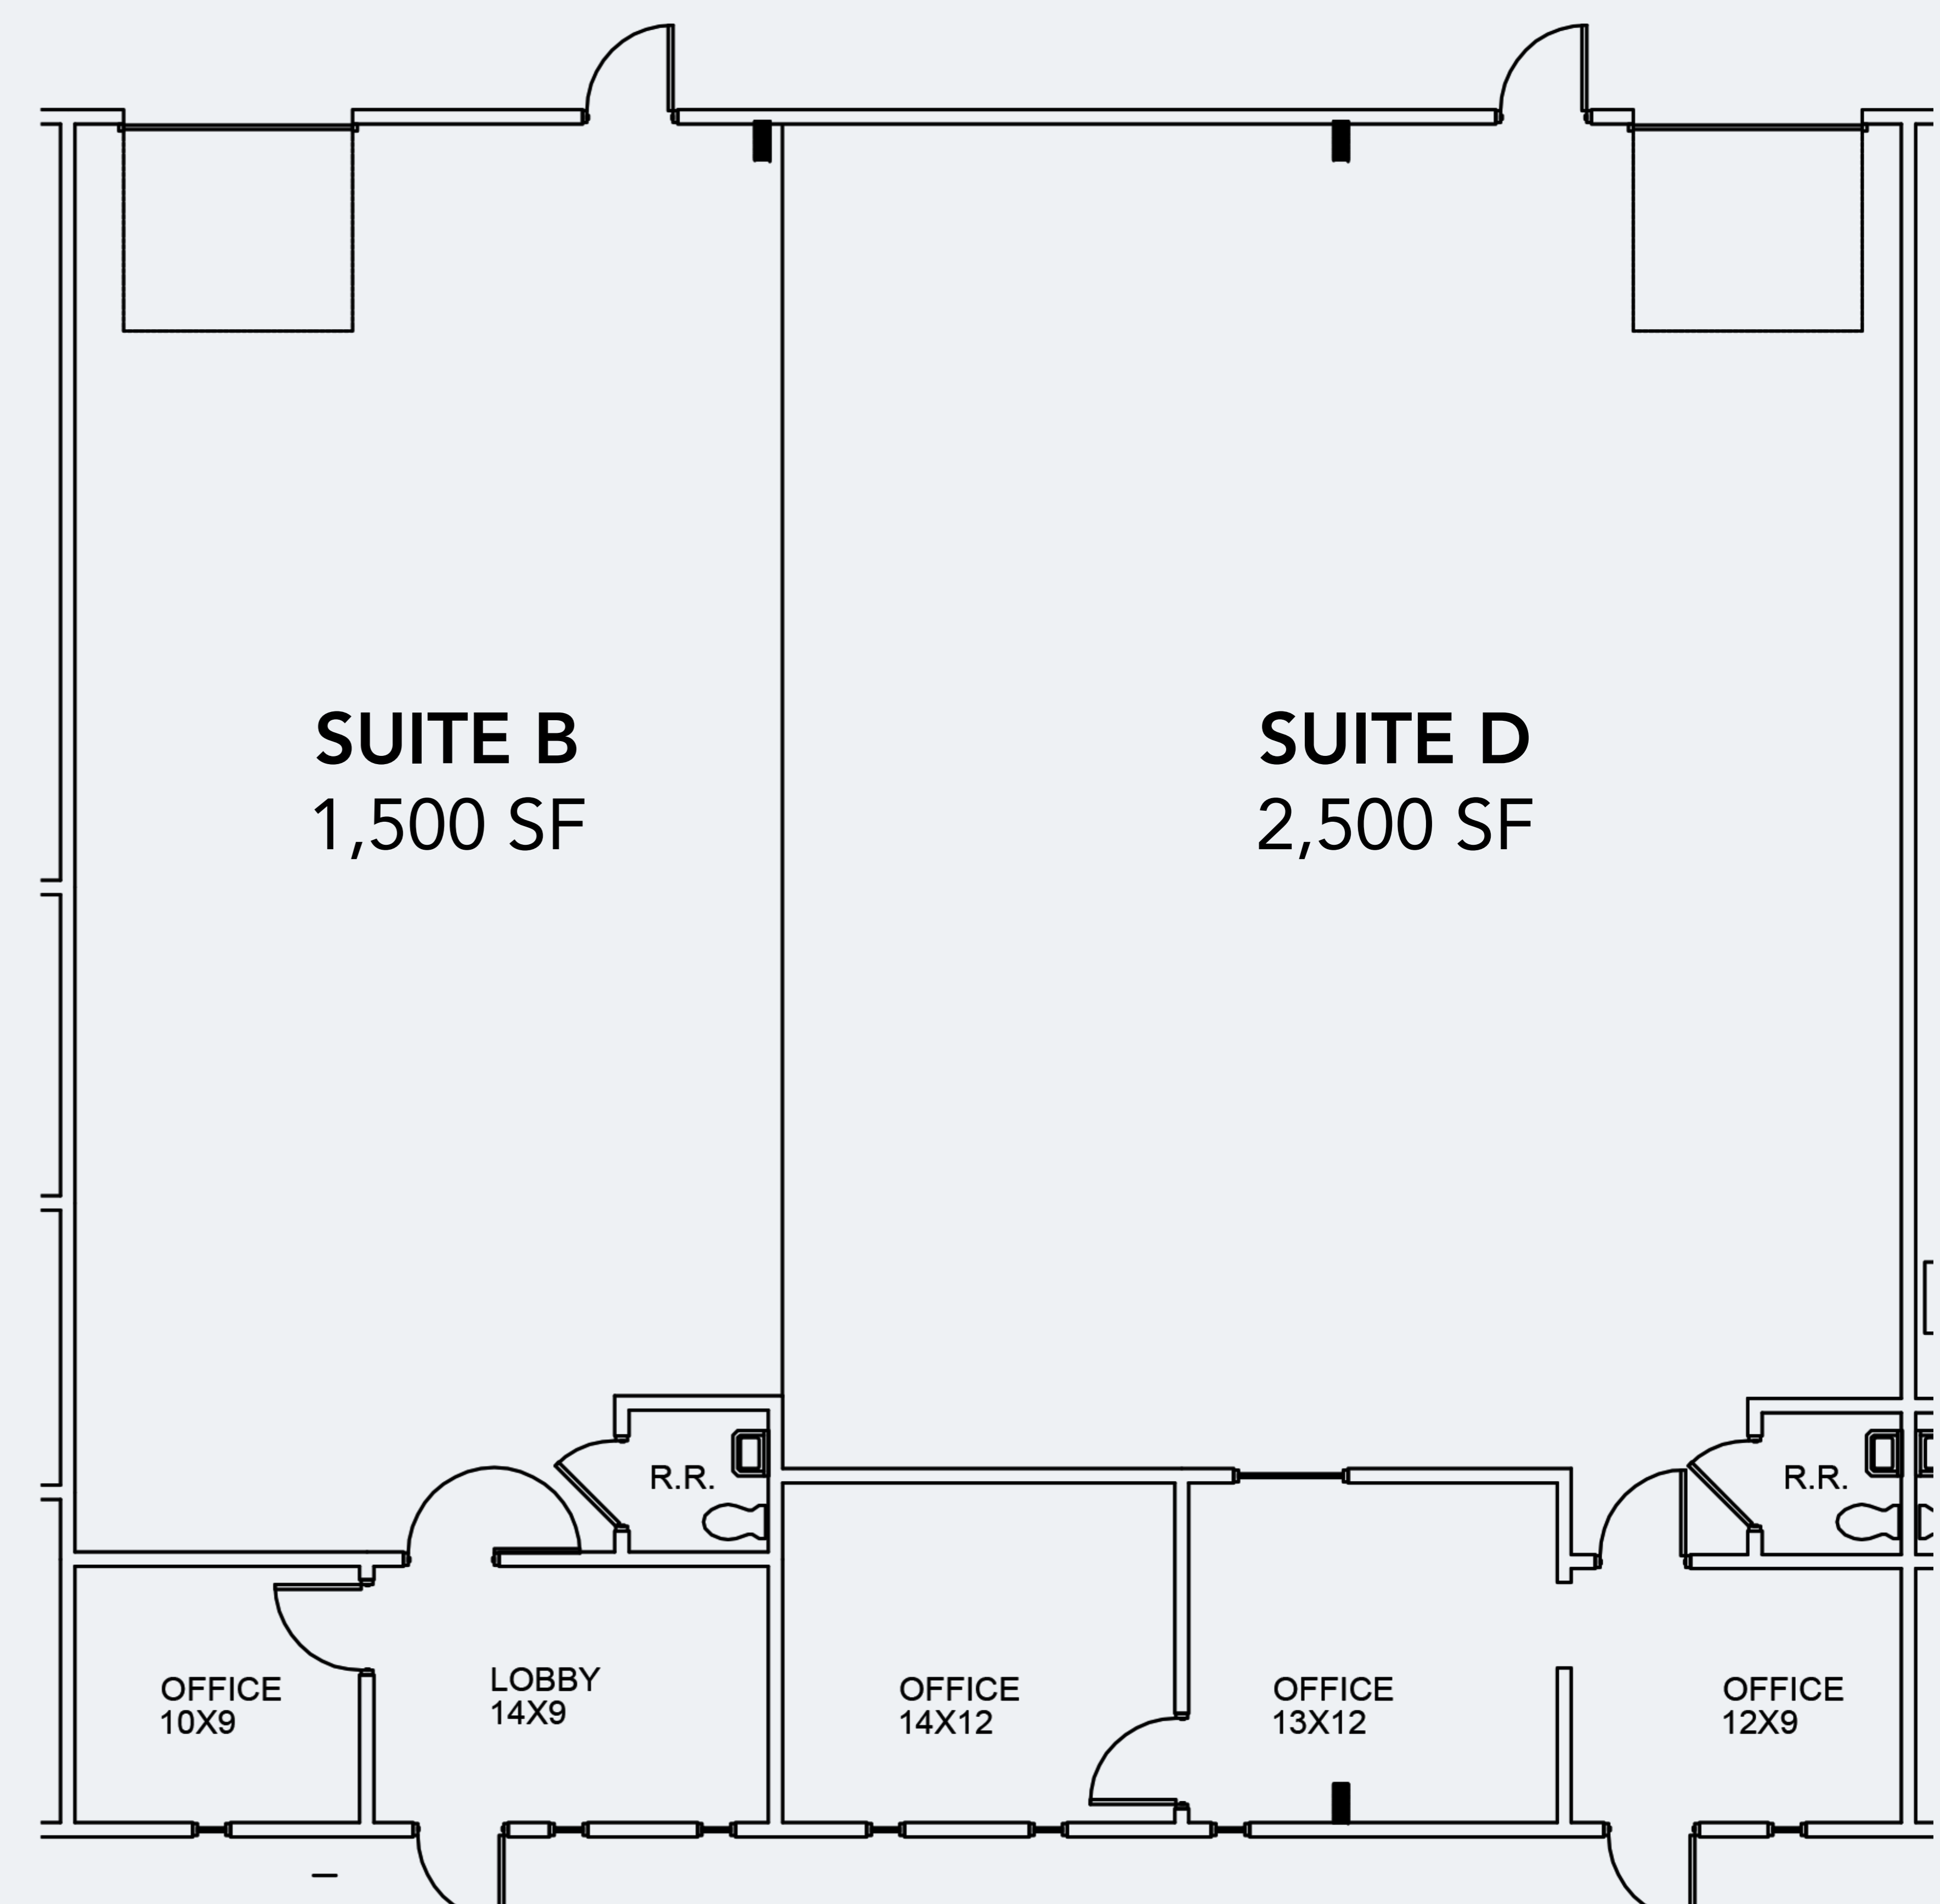 SUITE B
1,500 SF
SUITE D
2,500 SF
R.R.
R.R.
OFFICE
10X9
LOBBY
14X9
OFFICE
14X12
OFFICE
13X12
OFFICE
12X9